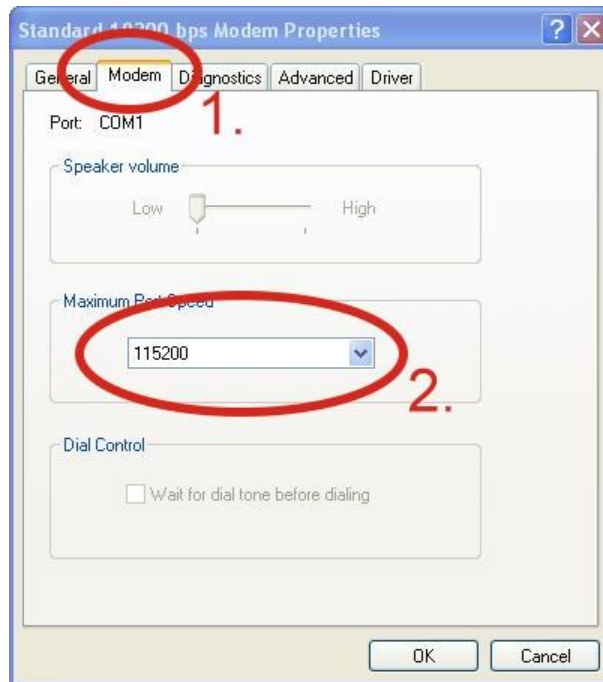 Standard 19200 bps Modem Properties
General Modem Diagnostics Advanced Driver
1.
Port: COM1
Speaker volume
Low High
Maximum Port Speed
115200
2.
Dial Control
Wait for dial tone before dialing
OK Cancel